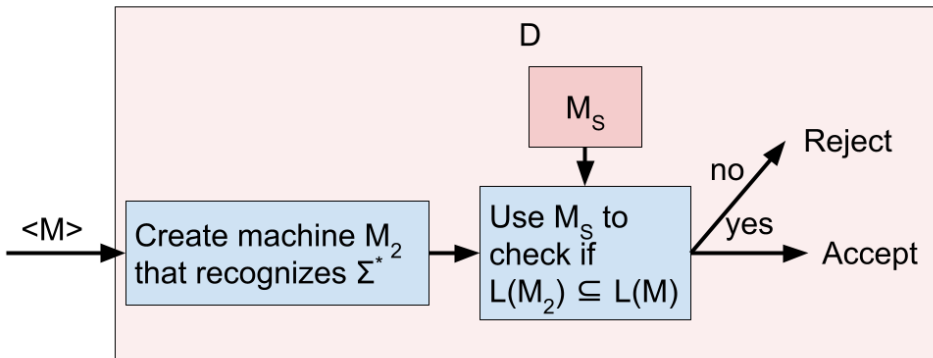 D
M_S
Reject
no
<M>
yes
Create machine M_2
that recognizes Σ^*
Use M_S to
check if
L(M_2) ⊆ L(M)
Accept